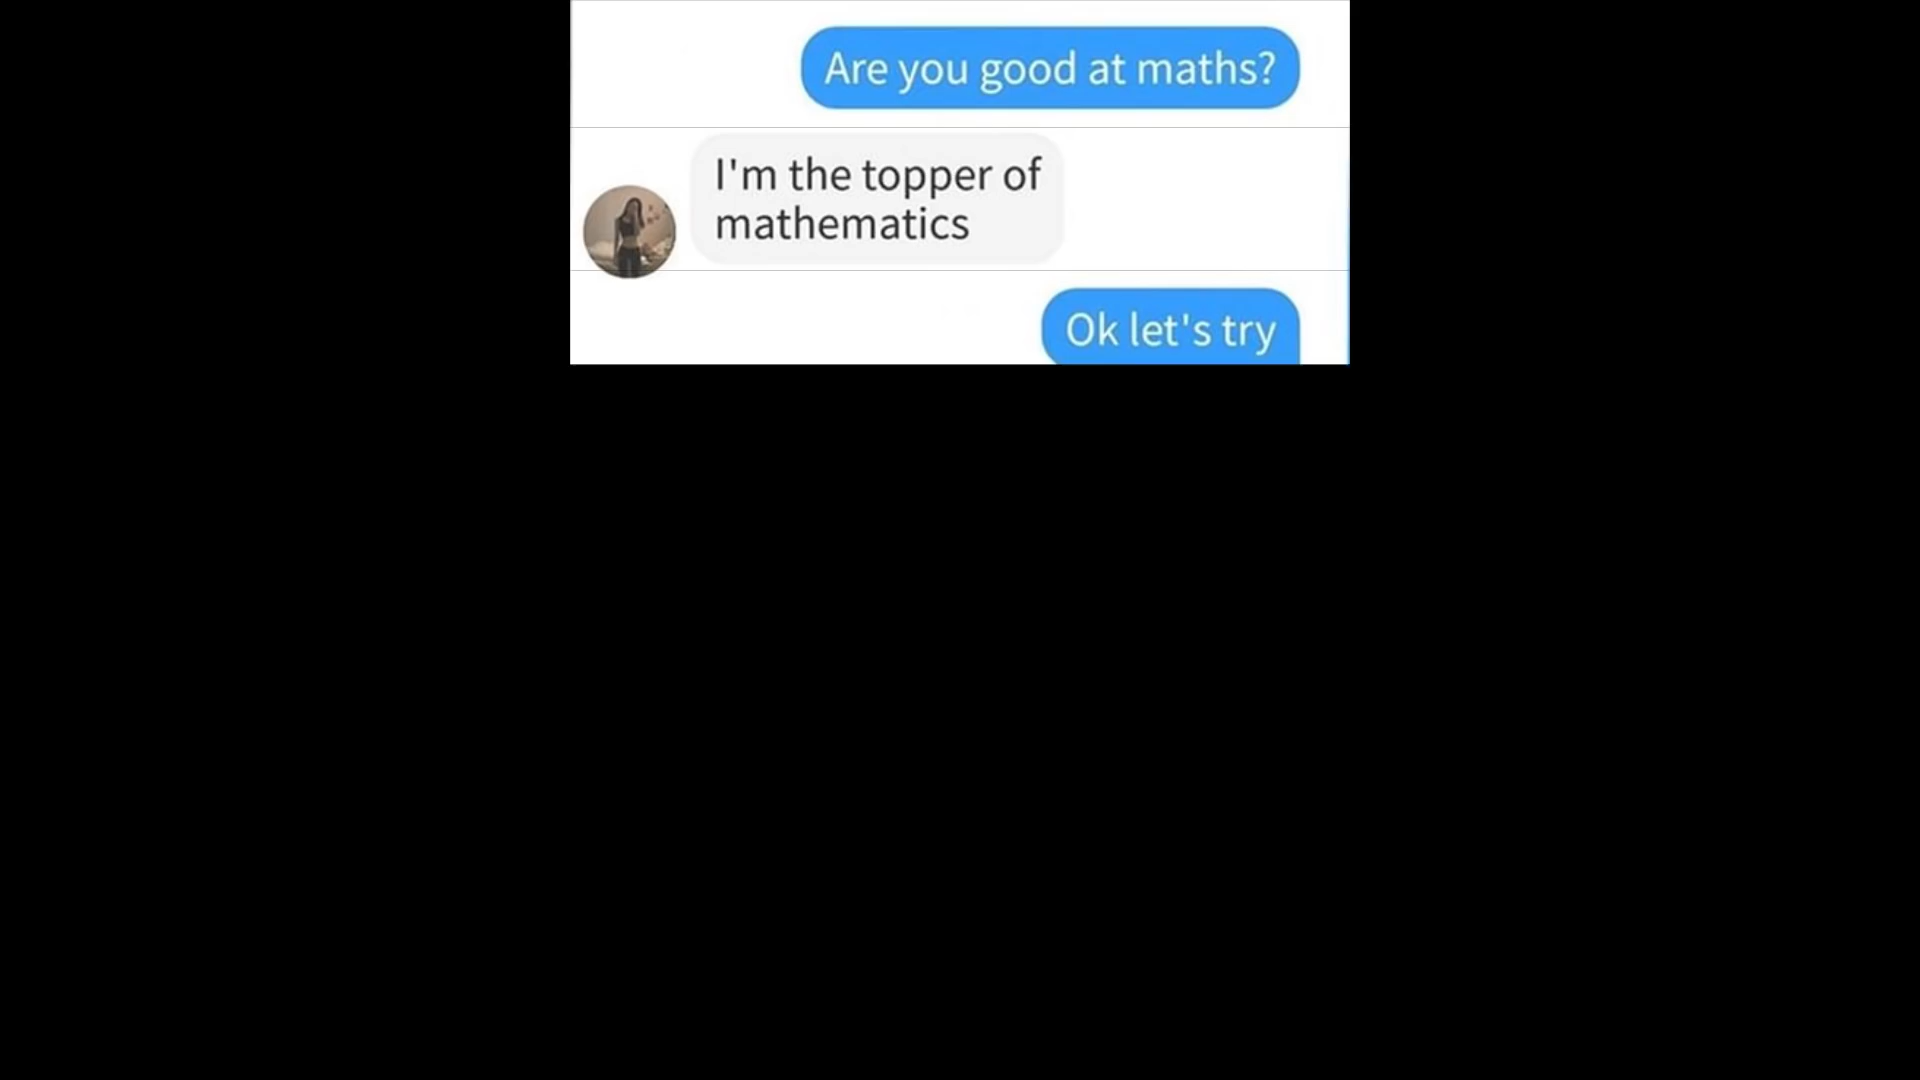 Are you good at maths?
I'm the topper of
mathematics
Ok let's try